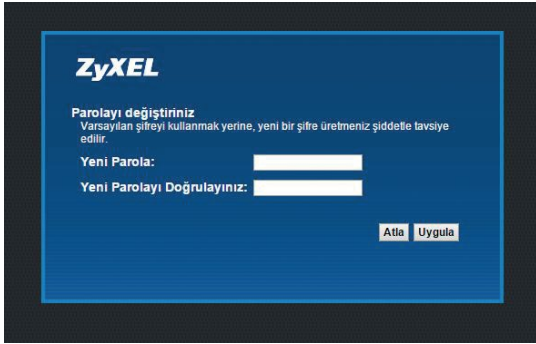 ZyXEL
Parolayı değiştiriniz
Varsayılan şifreyi kullanmak yerine, yeni bir şifre üretmeniz şiddetle tavsiye
edilir.
Yeni Parola:
Yeni Parolayı Doğrulayınız:
Atla Uygula